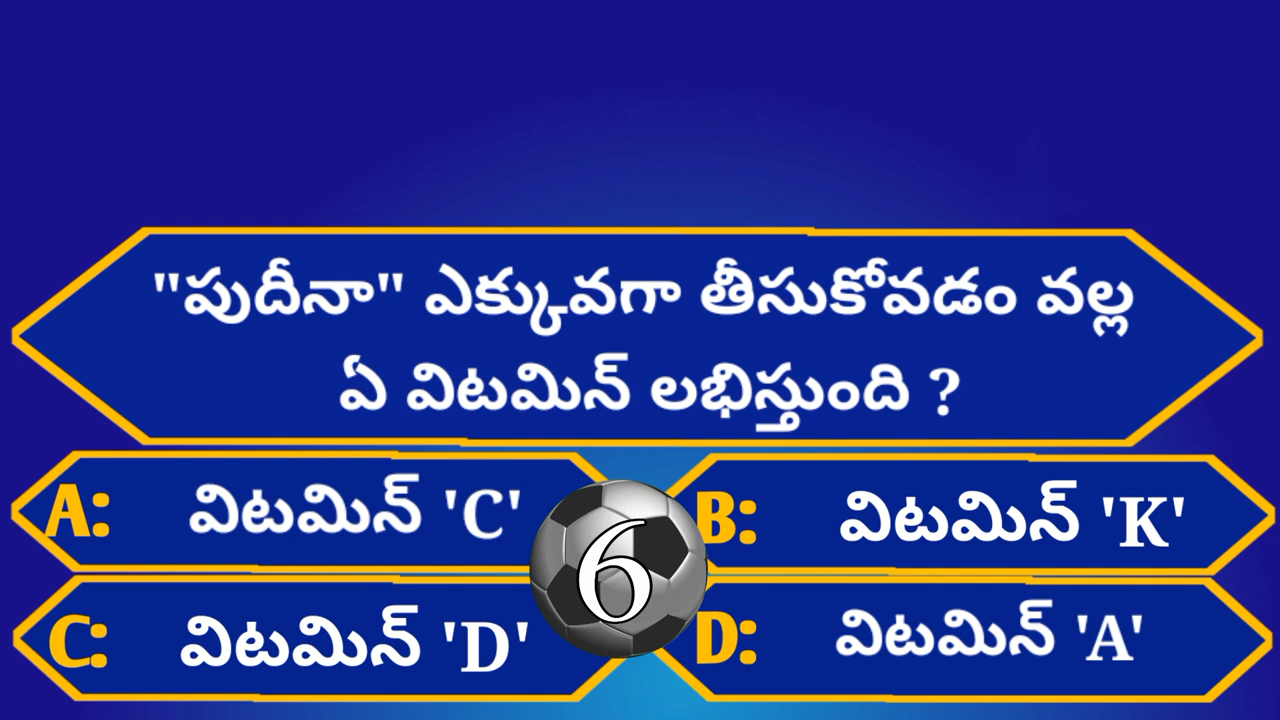 "పుదీనా" ఎక్కువగా తీసుకోవడం వల్ల
ఏ విటమిన్ లభిస్తుంది ?
A: విటమిన్ 'C'
B: విటమిన్ 'K'
6
C: విటమిన్ 'D'
D: విటమిన్ 'A'